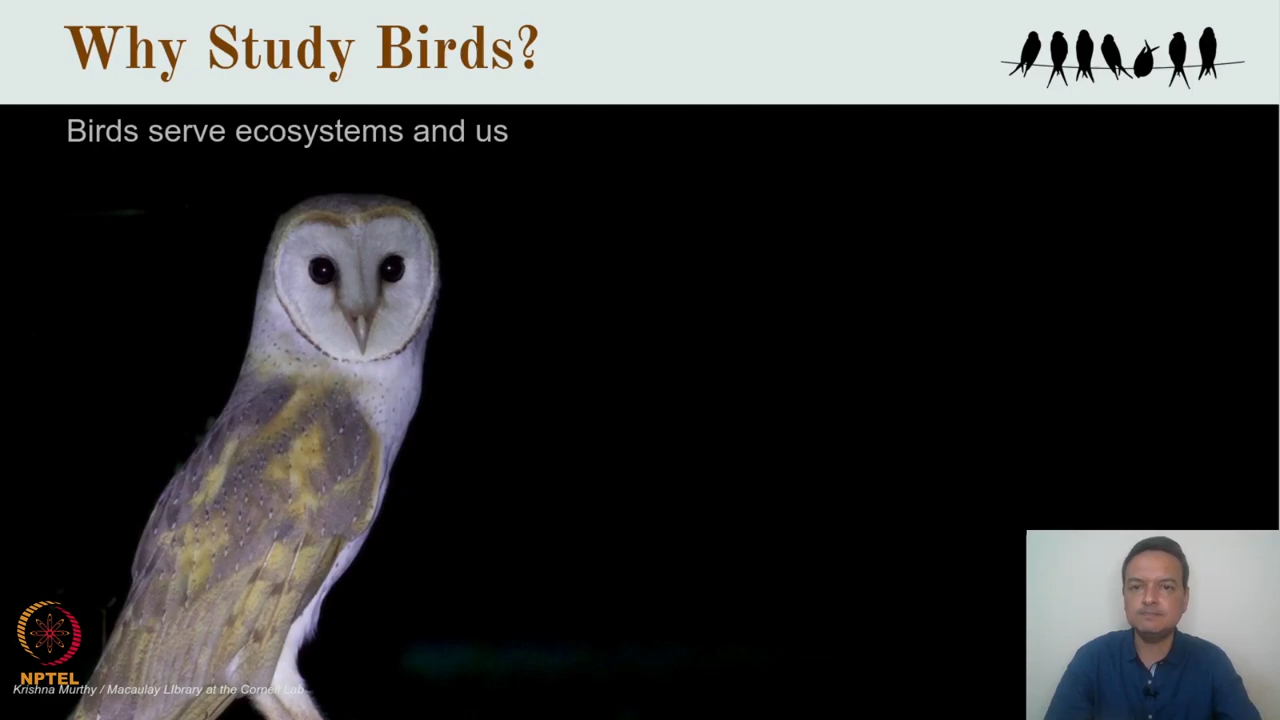 Why Study Birds?
Birds serve ecosystems and us
NPTEL
Krishna Murthy / Macaulay LIbrary at the Cornell Lab